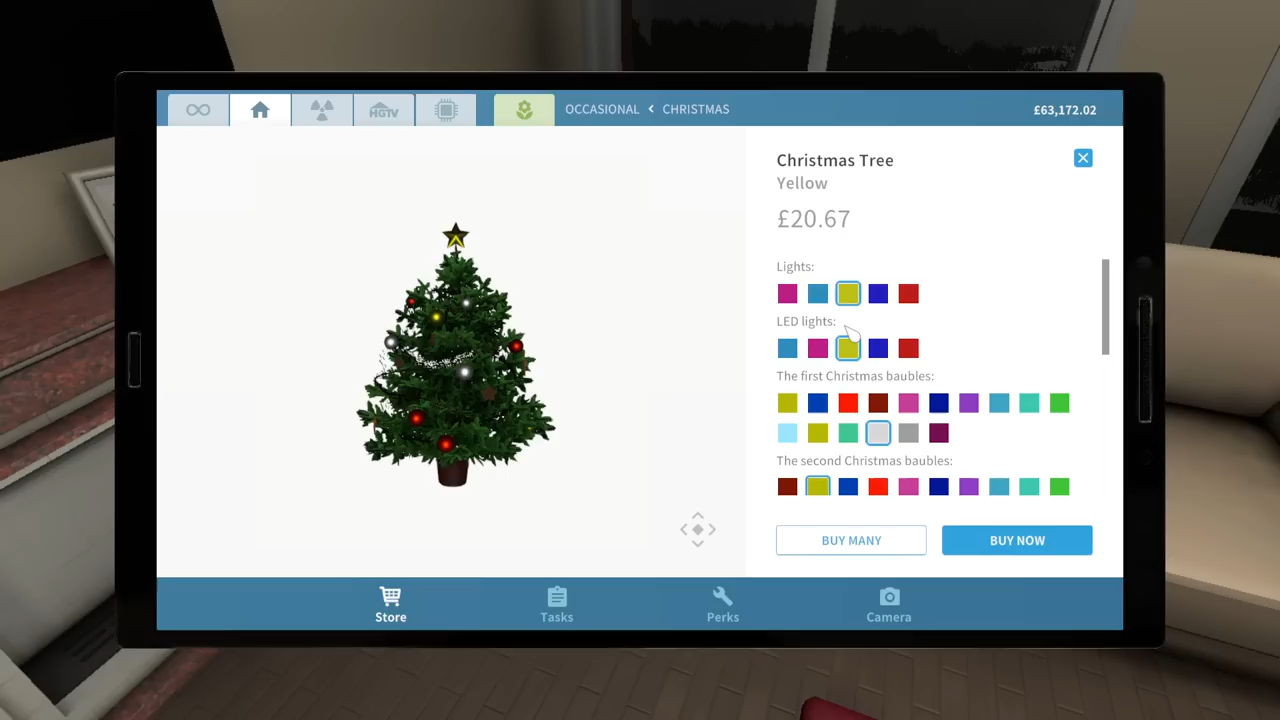 HGTV
OCCASIONAL < CHRISTMAS
£63,172.02
Christmas Tree
Yellow
£20.67
Lights:
LED lights:
The first Christmas baubles:
The second Christmas baubles:
BUY MANY
BUY NOW
Store
Tasks
Perks
Camera